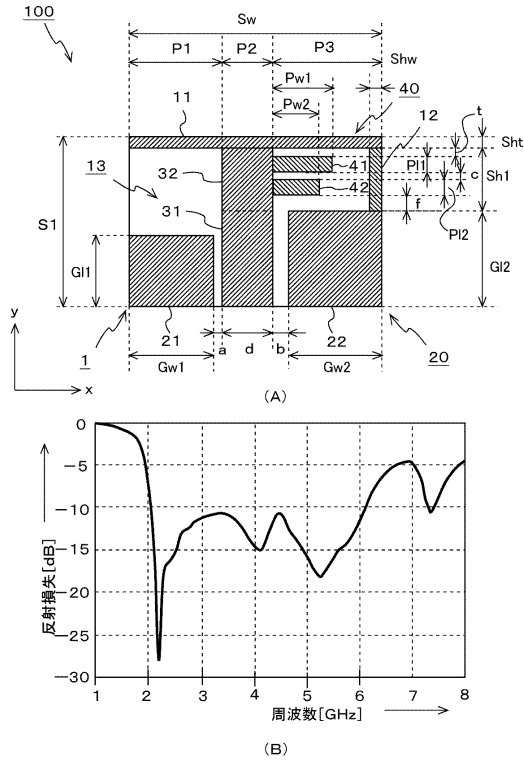 100
Sw
P1 P2 P3
Shw
Pw1
Pw2
40
t
11
12
Sht
13
32
41
42
Pl1
c
Sh1
S1
31
f
Pl2
Gl1
Gl2
y
21
22
1
a d b
20
Gw1
Gw2
x
(A)
0
-5
-10
-15
-20
-25
-30
反射損失[dB]
1 2 3 4 5 6 7 8
周波数[GHz]
(B)